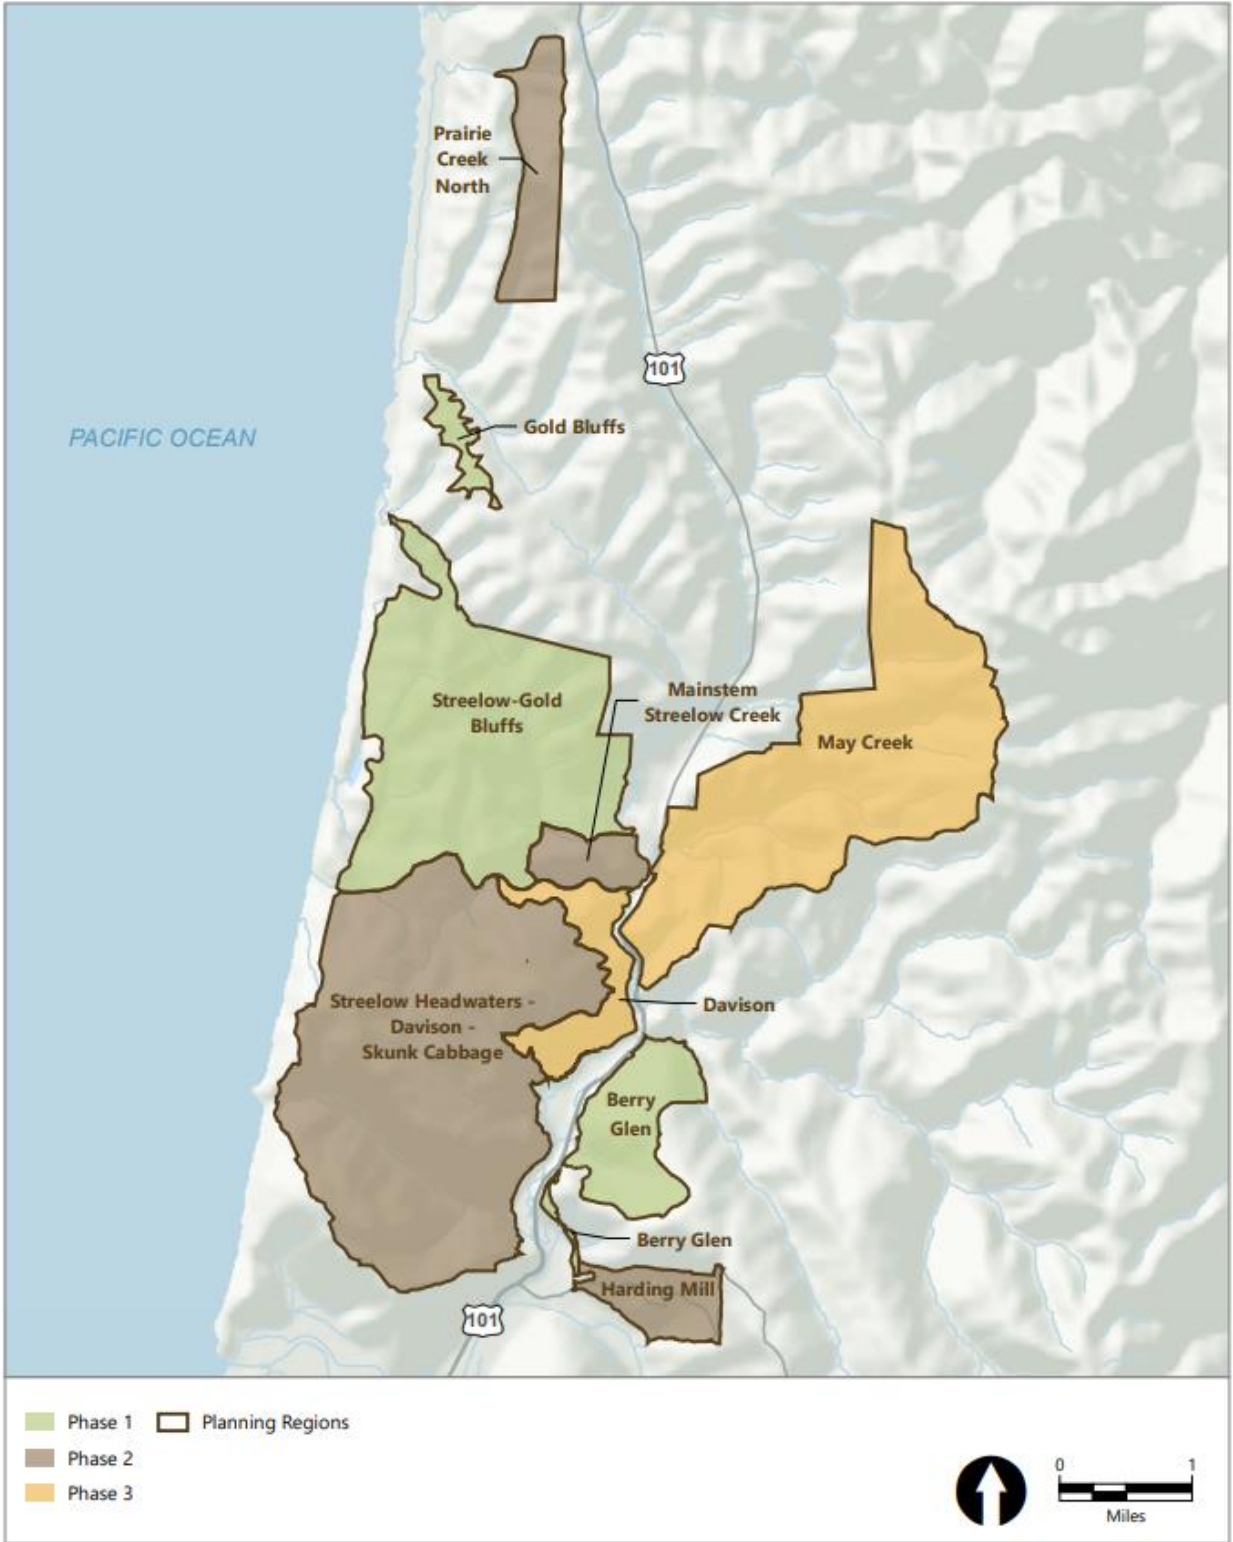 Prairie
Creek
North
101
Gold Bluffs
PACIFIC OCEAN
Mainstem
Streelow Creek
Streelow-Gold
Bluffs
May Creek
Streelow Headwaters -
Davison -
Skunk Cabbage
Davison
Berry
Glen
Berry Glen
Harding Mill
101
Phase 1
Planning Regions
Phase 2
Phase 3
0 1
Miles